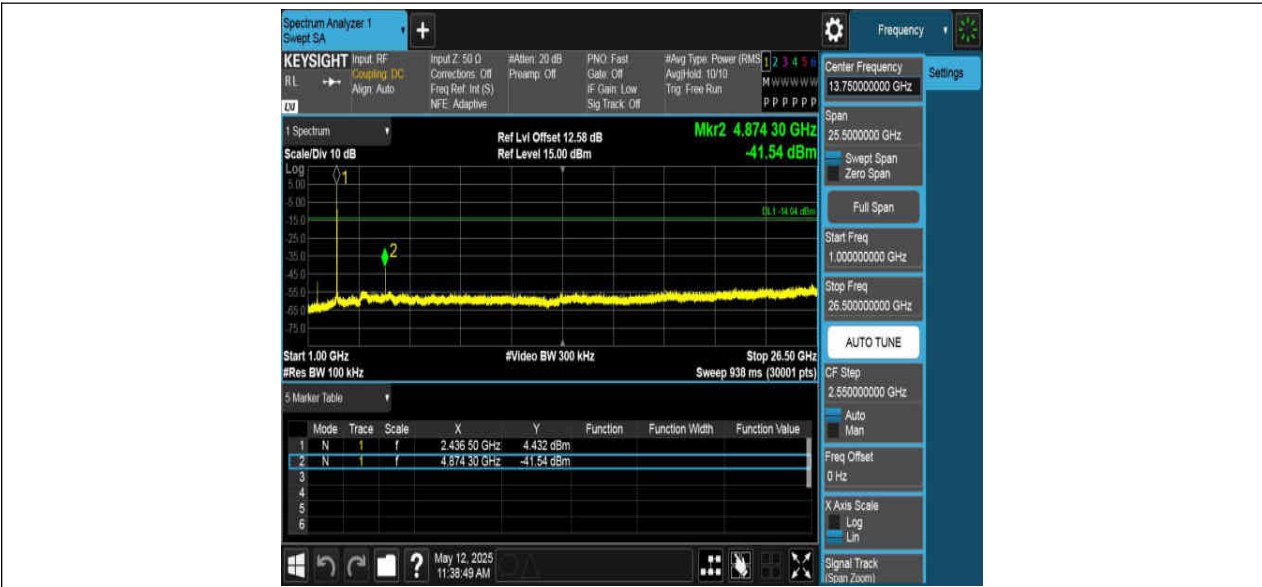 Spectrum Analyzer 1
Swept SA
+
Frequency
KEYSIGHT
RL
LXI
Input: RF
Coupling: DC
Align: Auto
Input Z: 50 Ω
Corrections: Off
Freq Ref: Int (S)
NFE: Adaptive
#Atten: 20 dB
Preamp: Off
PNO: Fast
Gate: Off
IF Gain: Low
Sig Track: Off
#Avg Type: Power (RMS
Avg|Hold: 10/10
Trig: Free Run
1 2 3 4 5 6
M W W W W W
P P P P P P
Center Frequency
13.750000000 GHz
Settings
Span
25.5000000 GHz
Swept Span
Zero Span
Full Span
Start Freq
1.000000000 GHz
Stop Freq
26.500000000 GHz
AUTO TUNE
CF Step
2.550000000 GHz
Auto
Man
Freq Offset
0 Hz
X Axis Scale
Log
Lin
Signal Track
(Span Zoom)
1 Spectrum
Scale/Div 10 dB
Ref Lvl Offset 12.58 dB
Ref Level 15.00 dBm
Mkr2 4.874 30 GHz
-41.54 dBm
Log
5.00
-5.00
-15.0
-25.0
-35.0
-45.0
-55.0
-65.0
-75.0
1
2
DL1 -14.04 dBm
Start 1.00 GHz
#Video BW 300 kHz
Stop 26.50 GHz
#Res BW 100 kHz
Sweep 938 ms (30001 pts)
5 Marker Table
Mode Trace Scale X Y Function Function Width Function Value
1 N 1 f 2.436 50 GHz 4.432 dBm
2 N 1 f 4.874 30 GHz -41.54 dBm
3
4
5
6
?
May 12, 2025
11:38:49 AM